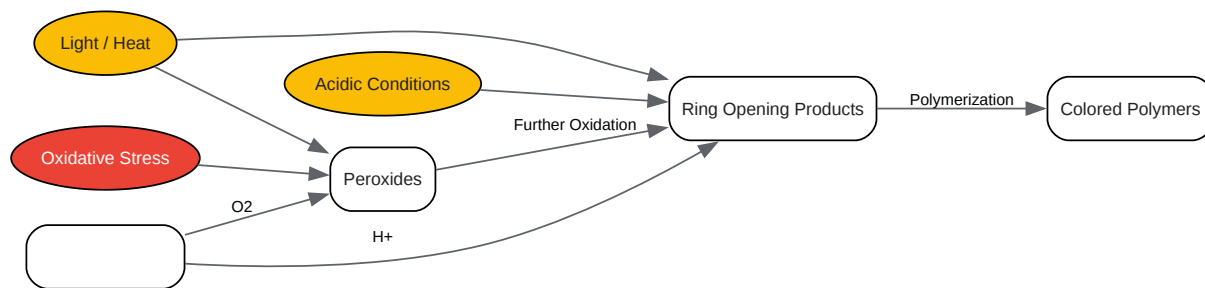 Light / Heat
Acidic Conditions
Ring Opening Products
Polymerization
Colored Polymers
Further Oxidation
Oxidative Stress
Peroxides
O2
H+